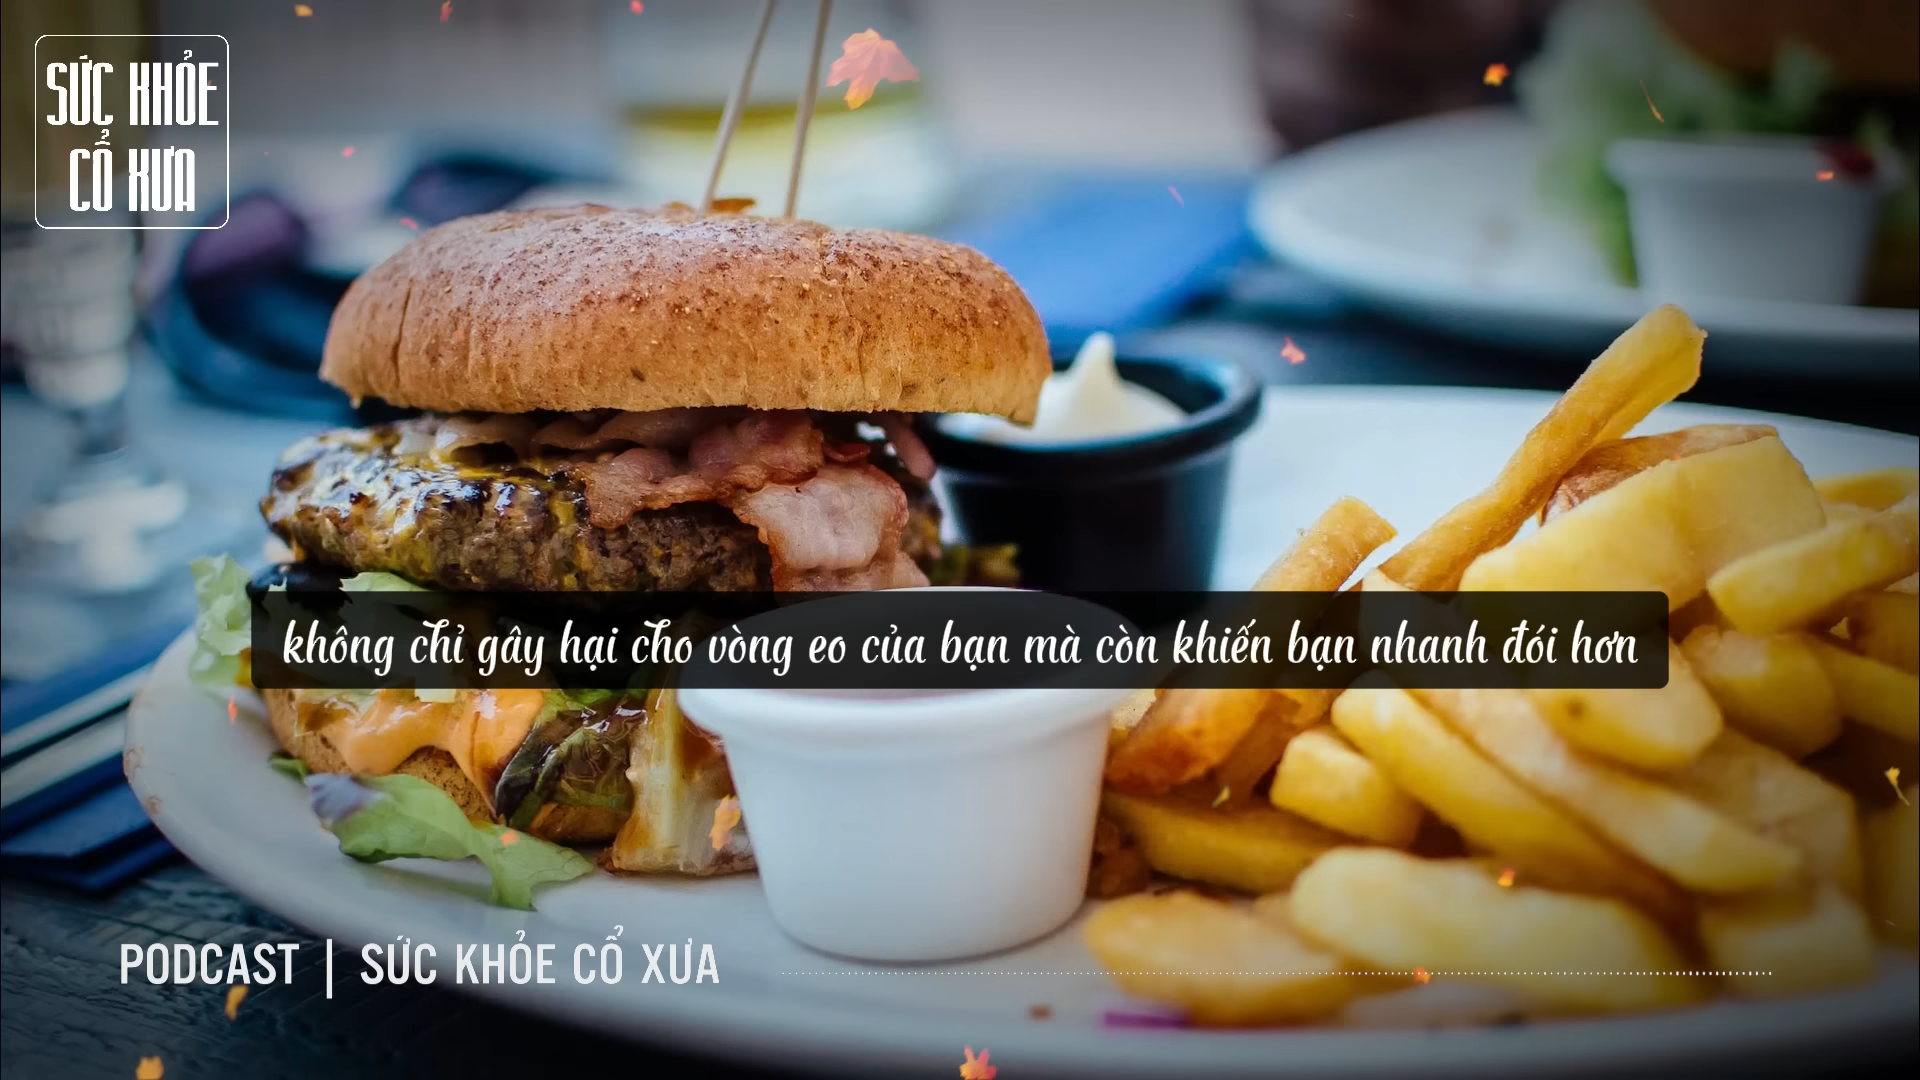 SỨC KHỎE
CỔ XƯA
không chỉ gây hại cho vòng eo của bạn mà còn khiến bạn nhanh đói hơn
PODCAST | SỨC KHỎE CỔ XƯA